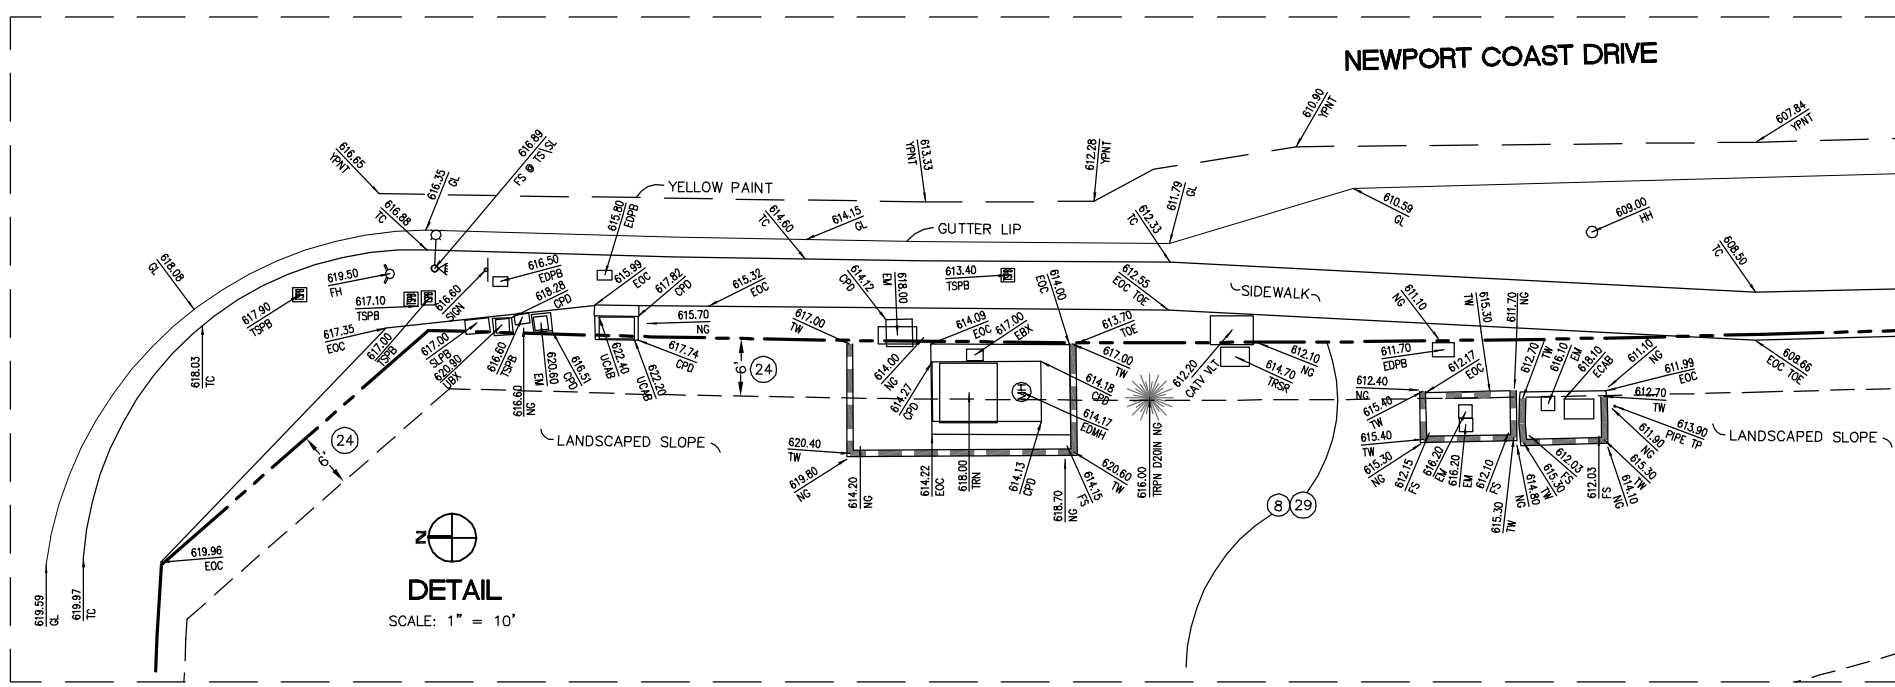 NEWPORT COAST DRIVE
616.65
YPNT
616.35
GL
616.89
FS @ TS\SL
613.33
YPNT
612.28
YPNT
610.90
YPNT
607.84
YPNT
YELLOW PAINT
616.88
TC
615.80
EDPB
614.60
TC
614.15
GL
GUTTER LIP
612.33
TC
611.79
GL
610.59
GL
609.00
HH
608.50
TC
618.08
GL
619.50
FH
616.50
EDPB
616.60
SIGN
618.28
CPD
615.99
EOC
617.82
CPD
615.32
EOC
614.12
CPD
618.00
EM
613.40
TSPB
614.00
EOC
612.55
EOC TOE
SIDEWALK
611.10
NG
615.30
TW
611.70
NG
617.90
TSPB
617.10
TSPB
617.35
EOC
617.00
TSPB
617.00
SLPB
620.90
UBX
616.60
TSPB
616.60
NG
620.60
EM
616.51
CPD
622.40
UCAB
622.20
UCAB
615.70
NG
617.74
CPD
617.00
TW
614.00
NG
614.09
EOC
617.00
EBX
613.70
TOE
617.00
TW
612.20
CATV VLT
614.70
TRSR
612.10
NG
611.70
EDPB
612.17
EOC
612.70
TW
616.10
EM
618.10
ECAB
611.10
NG
611.99
EOC
608.66
EOC TOE
618.03
TC
6'
24
614.27
CPD
614.18
CPD
HH
614.17
EDMH
612.40
NG
615.40
TW
612.70
TW
613.90
PIPE TP
611.90
NG
24
6'
LANDSCAPED SLOPE
620.40
TW
619.80
NG
614.20
NG
614.22
EOC
618.00
TRN
614.13
CPD
618.70
NG
614.15
FS
620.60
TW
616.00
TRPN D20IN NG
615.40
TW
615.30
NG
612.15
FS
616.20
EM
616.20
EM
612.10
FS
615.30
TW
614.80
NG
615.30
TW
612.03
FS
612.03
FS
614.10
NG
615.30
TW
LANDSCAPED SLOPE
8
29
619.96
EOC
N
DETAIL
SCALE: 1" = 10'
619.59
GL
619.97
TC